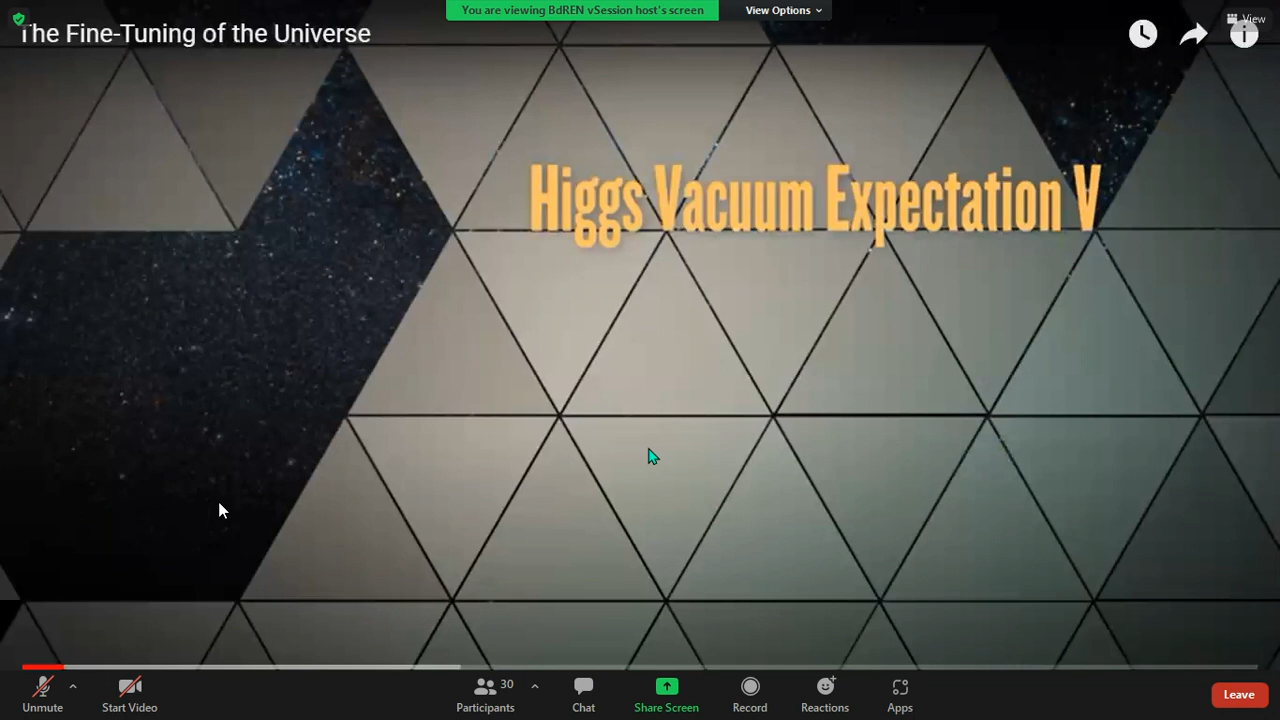 You are viewing BdREN vSession host's screen
View Options
View
The Fine-Tuning of the Universe
Higgs Vacuum Expectation V
Unmute
Start Video
30
Participants
Chat
Share Screen
Record
Reactions
Apps
Leave